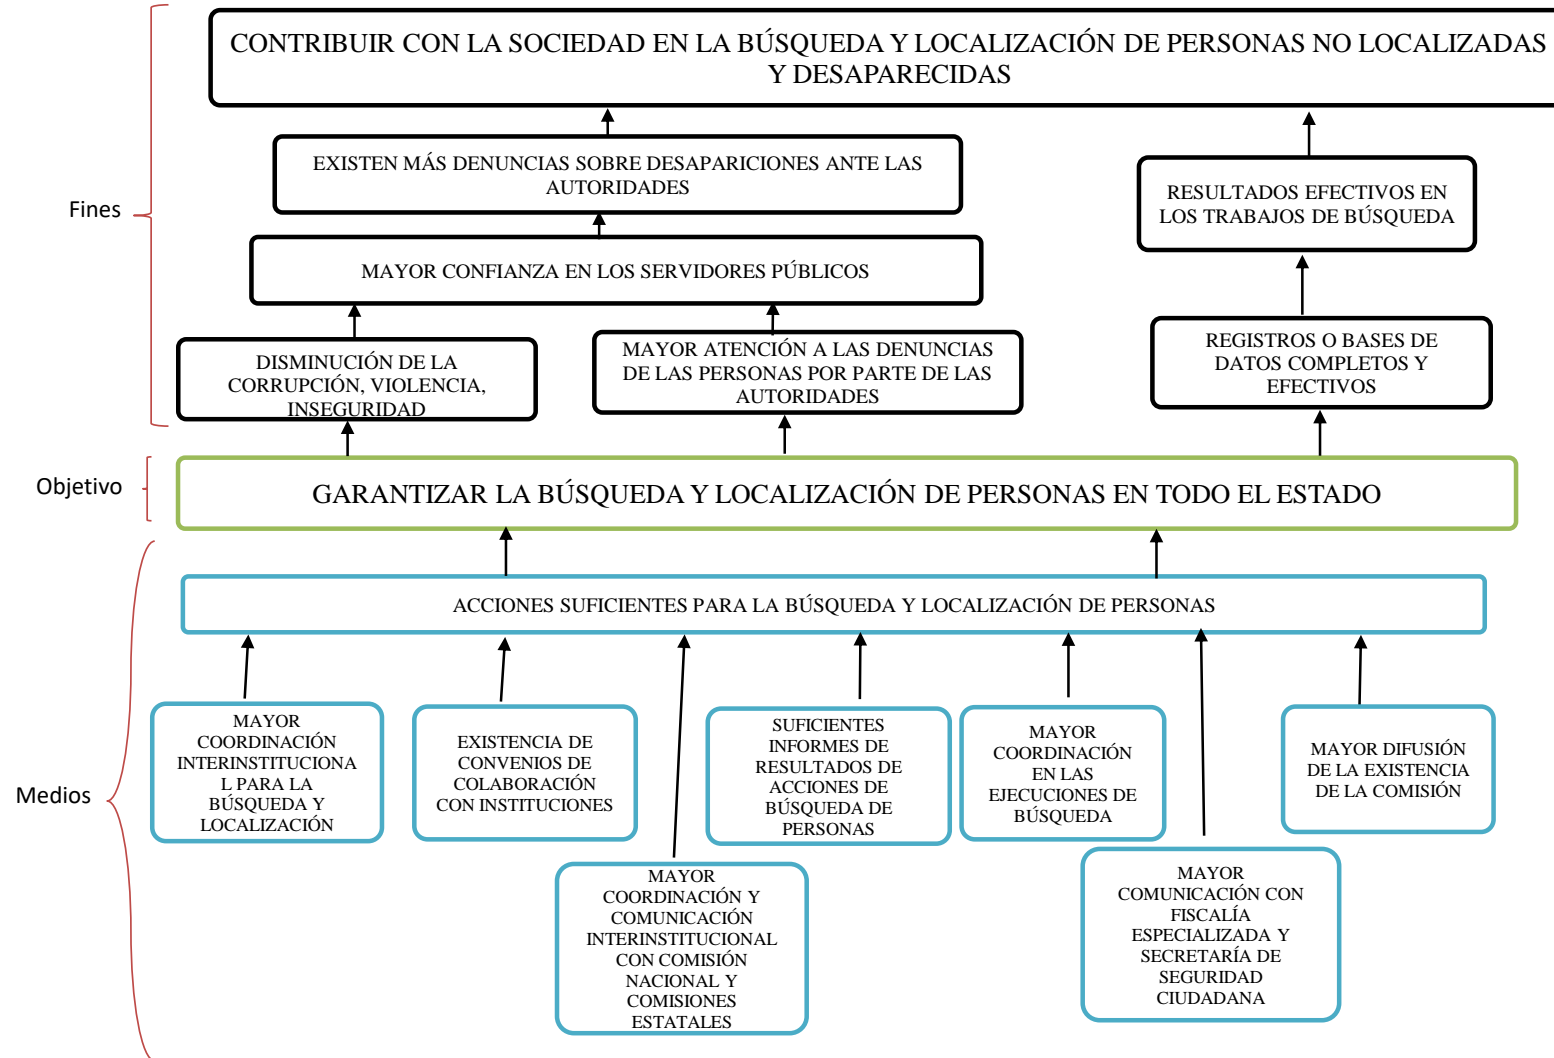 CONTRIBUIR CON LA SOCIEDAD EN LA BÚSQUEDA Y LOCALIZACIÓN DE PERSONAS NO LOCALIZADAS
Y DESAPARECIDAS
EXISTEN MÁS DENUNCIAS SOBRE DESAPARICIONES ANTE LAS
AUTORIDADES
RESULTADOS EFECTIVOS EN
LOS TRABAJOS DE BÚSQUEDA
Fines
MAYOR CONFIANZA EN LOS SERVIDORES PÚBLICOS
DISMINUCIÓN DE LA
CORRUPCIÓN, VIOLENCIA,
INSEGURIDAD
MAYOR ATENCIÓN A LAS DENUNCIAS
DE LAS PERSONAS POR PARTE DE LAS
AUTORIDADES
REGISTROS O BASES DE
DATOS COMPLETOS Y
EFECTIVOS
Objetivo
GARANTIZAR LA BÚSQUEDA Y LOCALIZACIÓN DE PERSONAS EN TODO EL ESTADO
ACCIONES SUFICIENTES PARA LA BÚSQUEDA Y LOCALIZACIÓN DE PERSONAS
Medios
MAYOR
COORDINACIÓN
INTERINSTITUCIONA
L PARA LA
BÚSQUEDA Y
LOCALIZACIÓN
EXISTENCIA DE
CONVENIOS DE
COLABORACIÓN
CON INSTITUCIONES
SUFICIENTES
INFORMES DE
RESULTADOS DE
ACCIONES DE
BÚSQUEDA DE
PERSONAS
MAYOR
COORDINACIÓN
EN LAS
EJECUCIONES DE
BÚSQUEDA
MAYOR DIFUSIÓN
DE LA EXISTENCIA
DE LA COMISIÓN
MAYOR
COORDINACIÓN Y
COMUNICACIÓN
INTERINSTITUCIONAL
CON COMISIÓN
NACIONAL Y
COMISIONES
ESTATALES
MAYOR
COMUNICACIÓN CON
FISCALÍA
ESPECIALIZADA Y
SECRETARÍA DE
SEGURIDAD
CIUDADANA